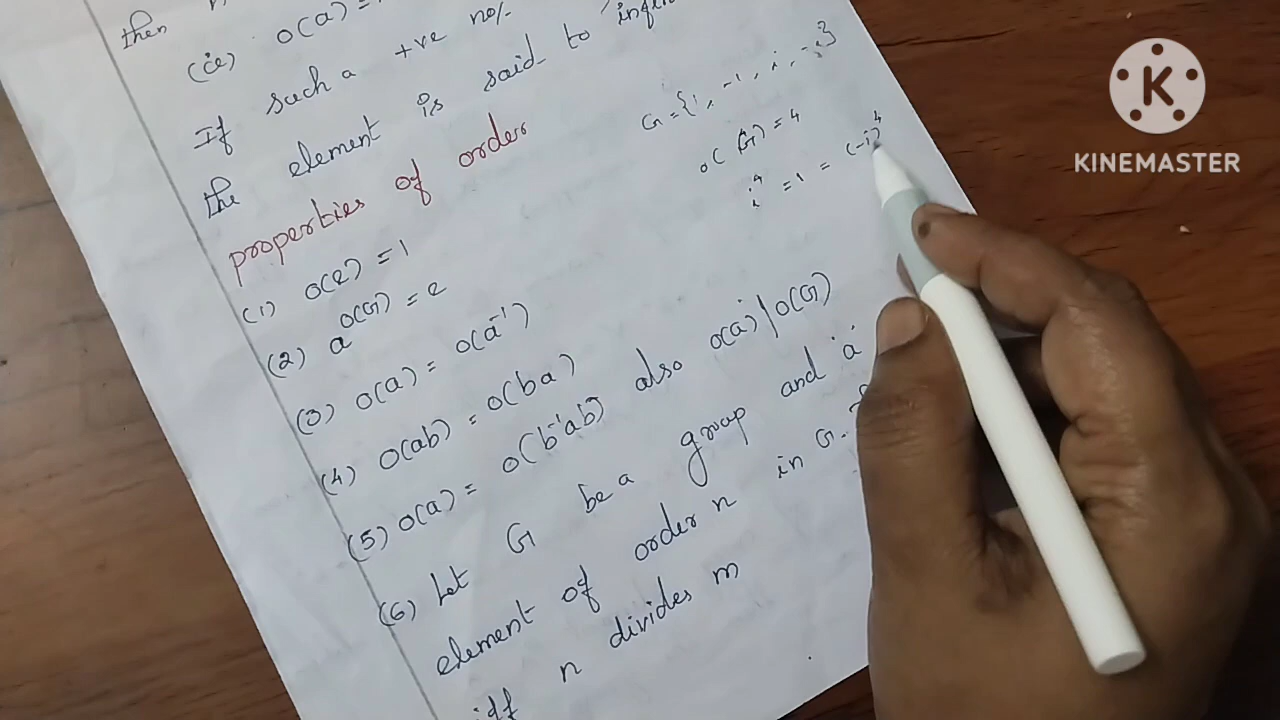 then
(ie) o(a) =
If such a +ve no/.
the element is said to infin
properties of order
(1) o(e) = 1
(2) a^o(G) = e
(3) o(a) = o(a⁻¹)
(4) o(ab) = o(ba)
(5) o(a) = o(b⁻¹ab) also o(a) | o(G)
(6) Let G be a group and 'a'
element of order n in G.
iff n divides m
G = {1, -1, i, -i}
o(G) = 4
i⁴ = 1 = (-i)⁴
KINEMASTER